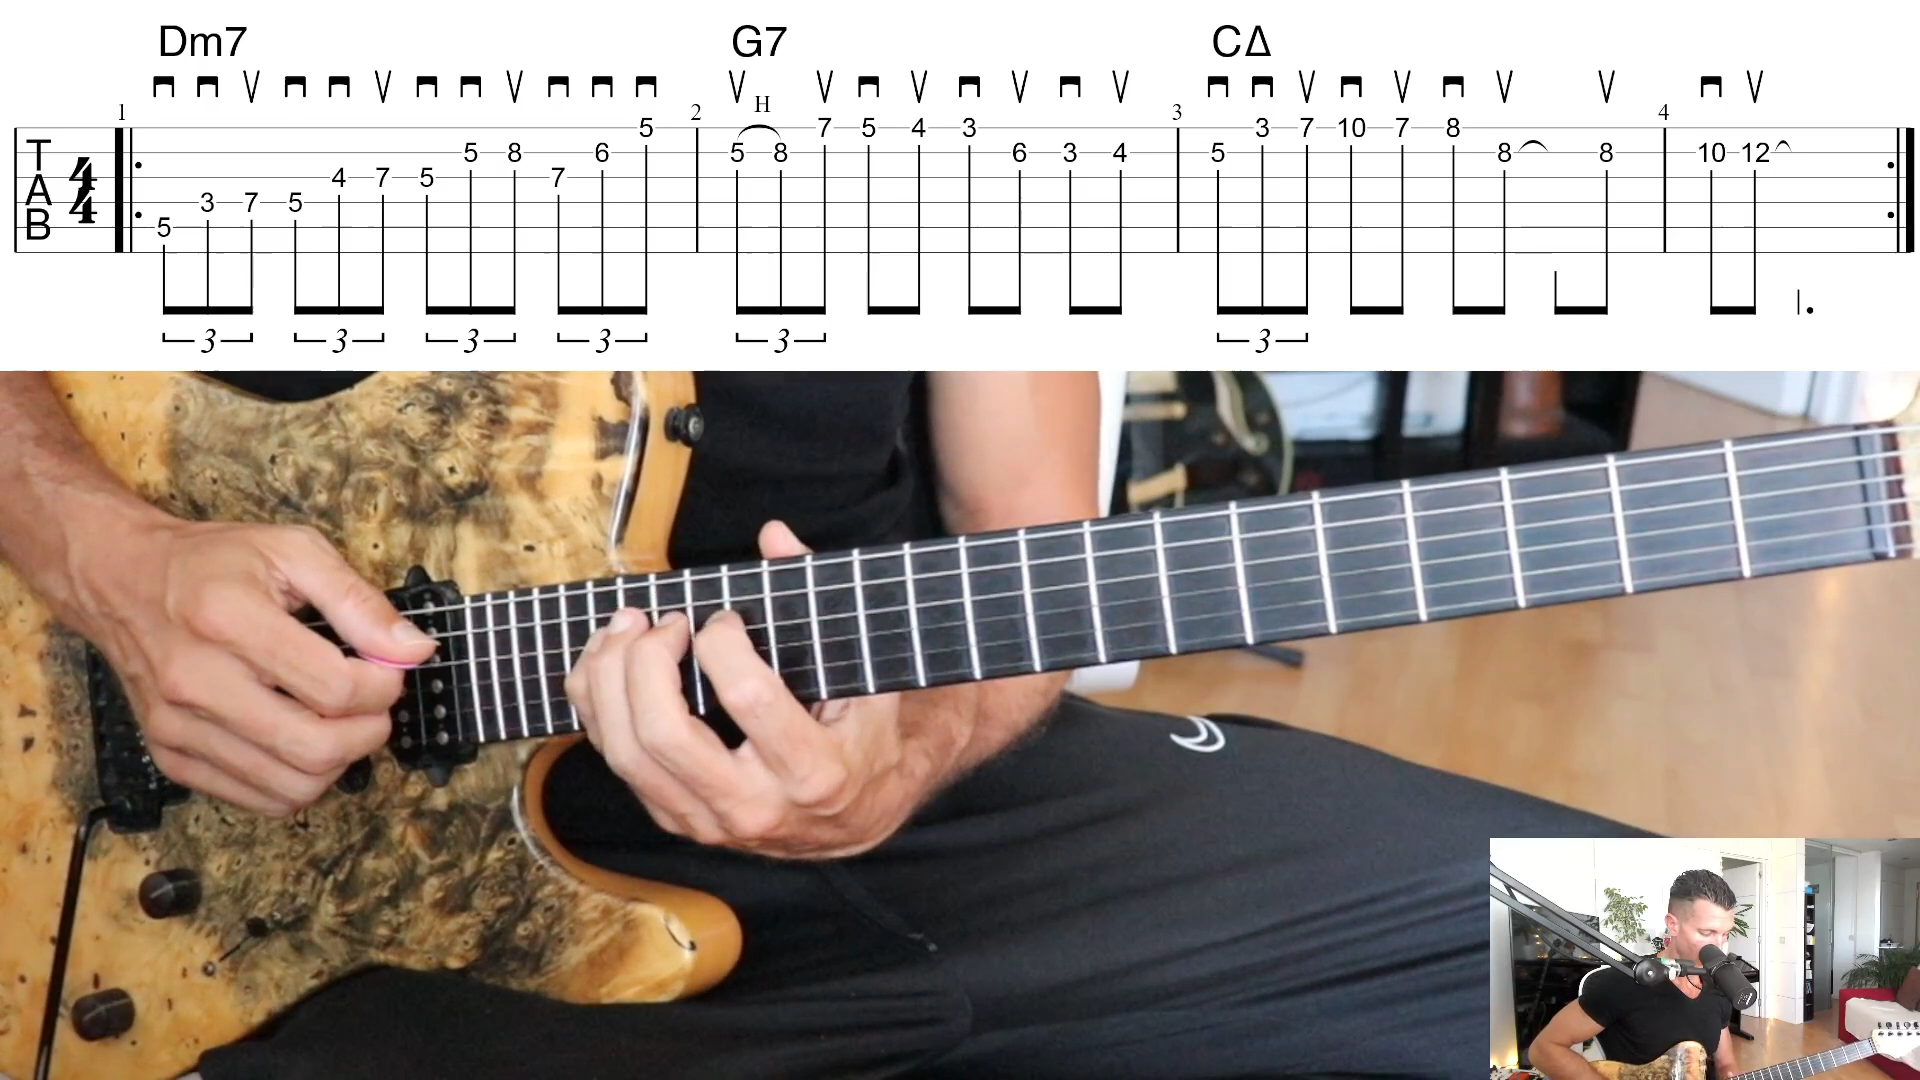 Dm7 G7 CΔ
1 H 2 3 4
5 7 5 4 3 3 7 10 7 8
T 5 8 6 5 8 6 3 4 5 8 8 10 12
4 4 7 5 7
A 4 3 7 5
B 5
3 3 3 3 3 3